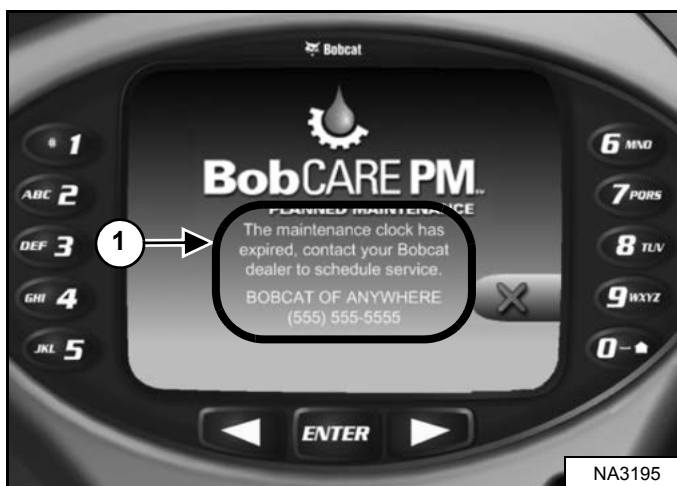 Bobcat
BobCARE PM™
PLANNED MAINTENANCE
The maintenance clock has
expired, contact your Bobcat
dealer to schedule service.
BOBCAT OF ANYWHERE
(555) 555-5555
* 1
ABC 2
DEF 3
GHI 4
JKL 5
6 MNO
7 PQRS
8 TUV
9 WXYZ
0
ENTER
1
NA3195